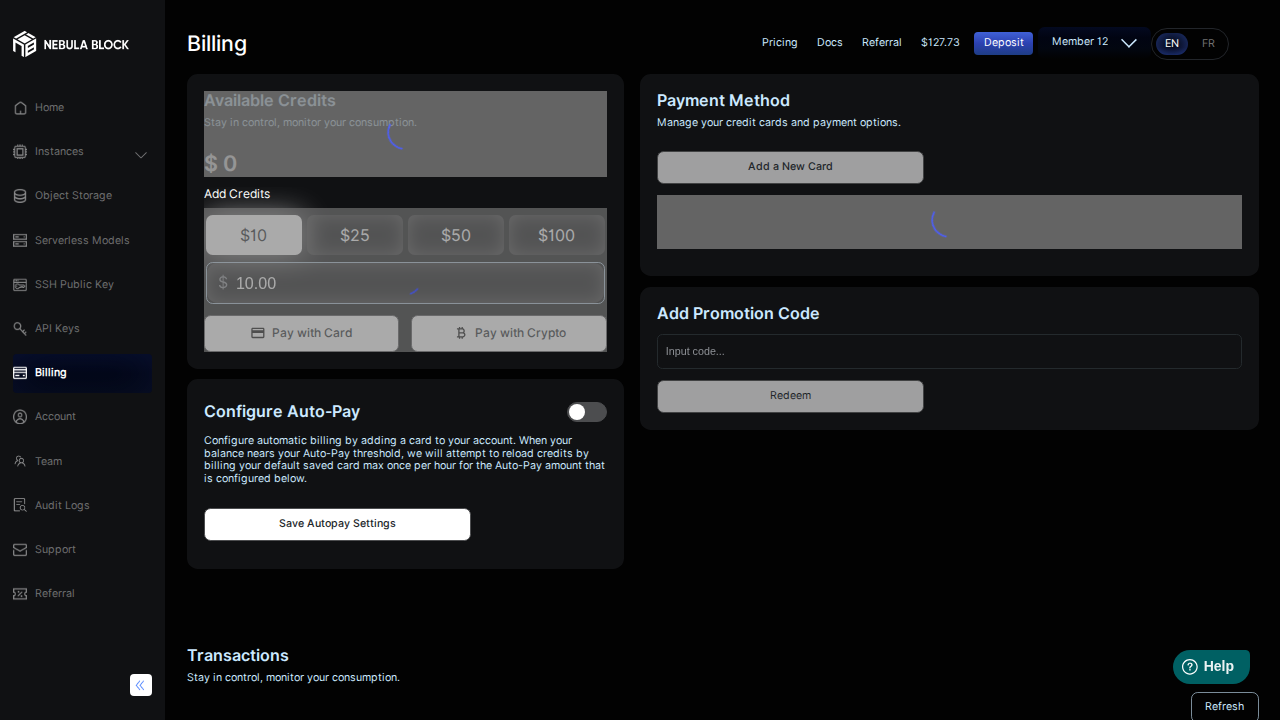 NEBULA BLOCK
Home
Instances
Object Storage
Serverless Models
SSH Public Key
API Keys
Billing
Account
Team
Audit Logs
Support
Referral
Billing
Pricing
Docs
Referral
$127.73
Deposit
Member 12
EN
FR
Available Credits
Stay in control, monitor your consumption.
$ 0
Add Credits
$10
$25
$50
$100
$ 10.00
Pay with Card
Pay with Crypto
Configure Auto-Pay
Configure automatic billing by adding a card to your account. When your
balance nears your Auto-Pay threshold, we will attempt to reload credits by
billing your default saved card max once per hour for the Auto-Pay amount that
is configured below.
Save Autopay Settings
Payment Method
Manage your credit cards and payment options.
Add a New Card
Add Promotion Code
Input code...
Redeem
Transactions
Stay in control, monitor your consumption.
Help
Refresh